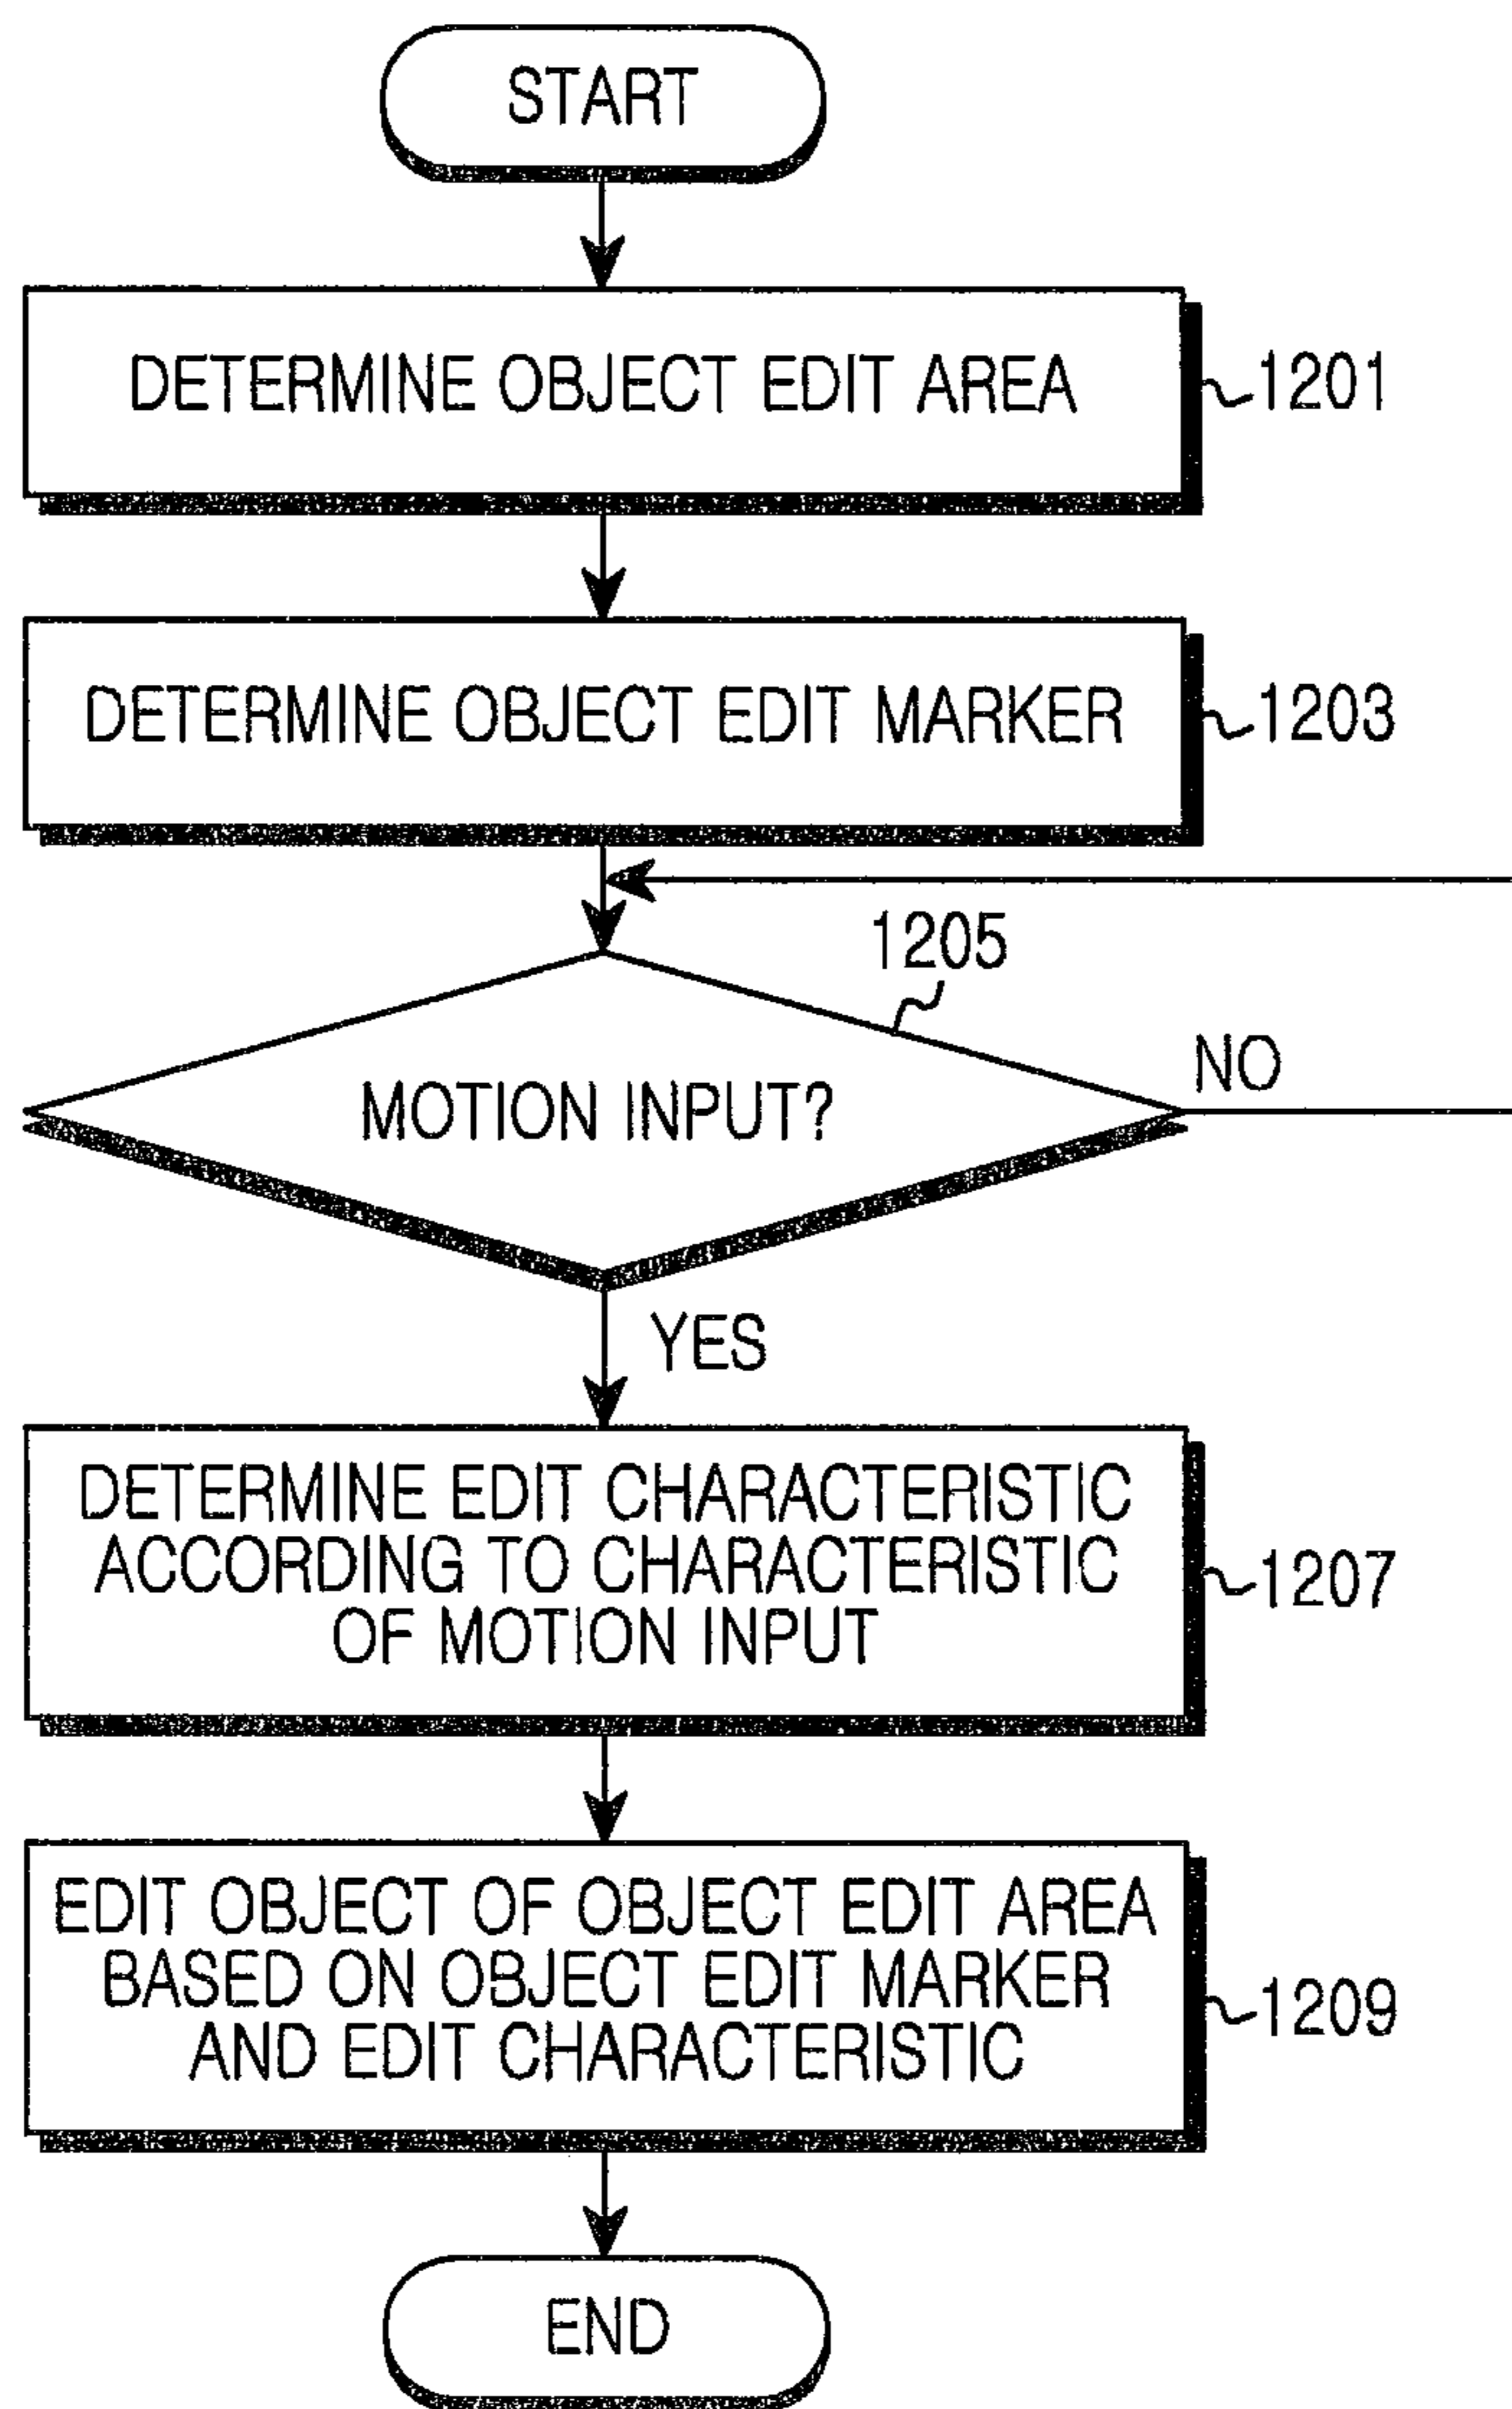 START
DETERMINE OBJECT EDIT AREA
1201
DETERMINE OBJECT EDIT MARKER
1203
1205
MOTION INPUT?
NO
YES
DETERMINE EDIT CHARACTERISTIC
ACCORDING TO CHARACTERISTIC
OF MOTION INPUT
1207
EDIT OBJECT OF OBJECT EDIT AREA
BASED ON OBJECT EDIT MARKER
AND EDIT CHARACTERISTIC
1209
END